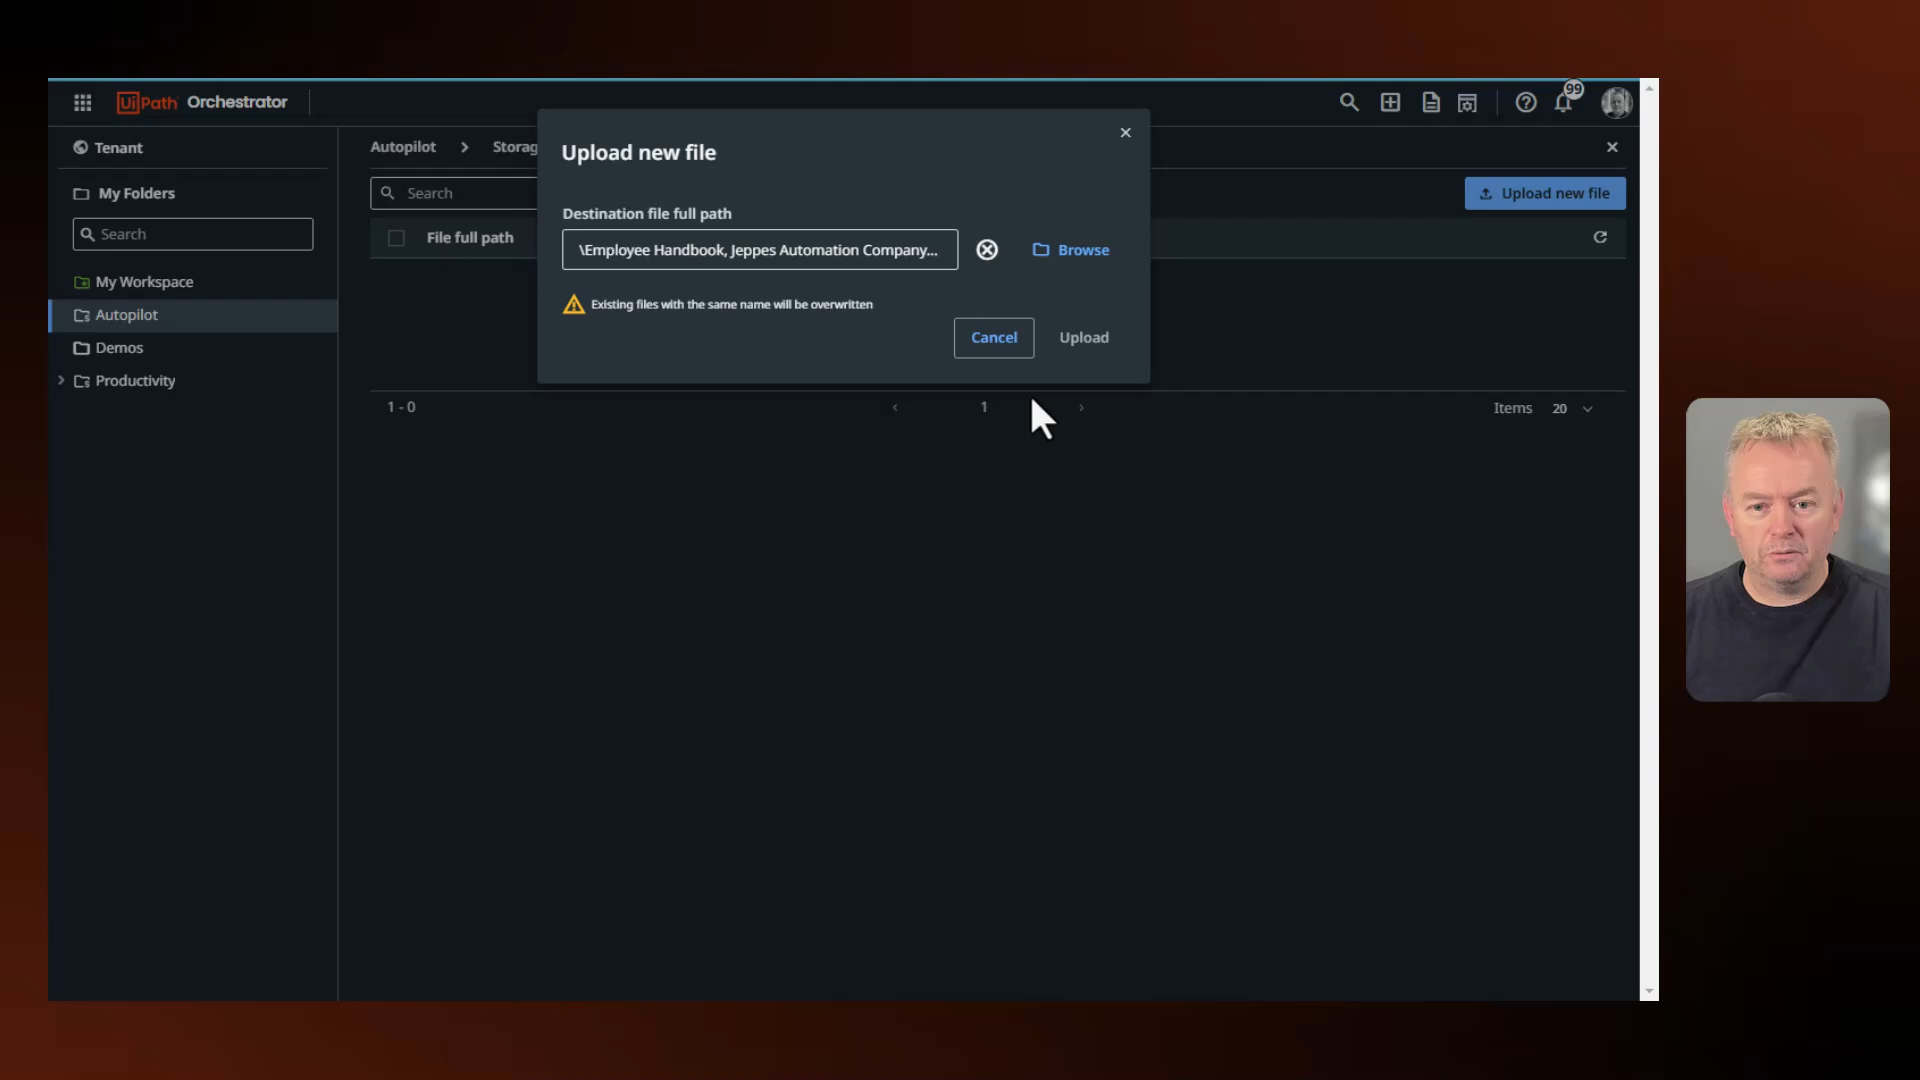 UiPath Orchestrator
99
Tenant
My Folders
Search
My Workspace
Autopilot
Demos
Productivity
Autopilot > Storag
Search
Upload new file
File full path
Upload new file
Destination file full path
\Employee Handbook, Jeppes Automation Company...
Browse
Existing files with the same name will be overwritten
Cancel
Upload
1 - 0
1
Items 20